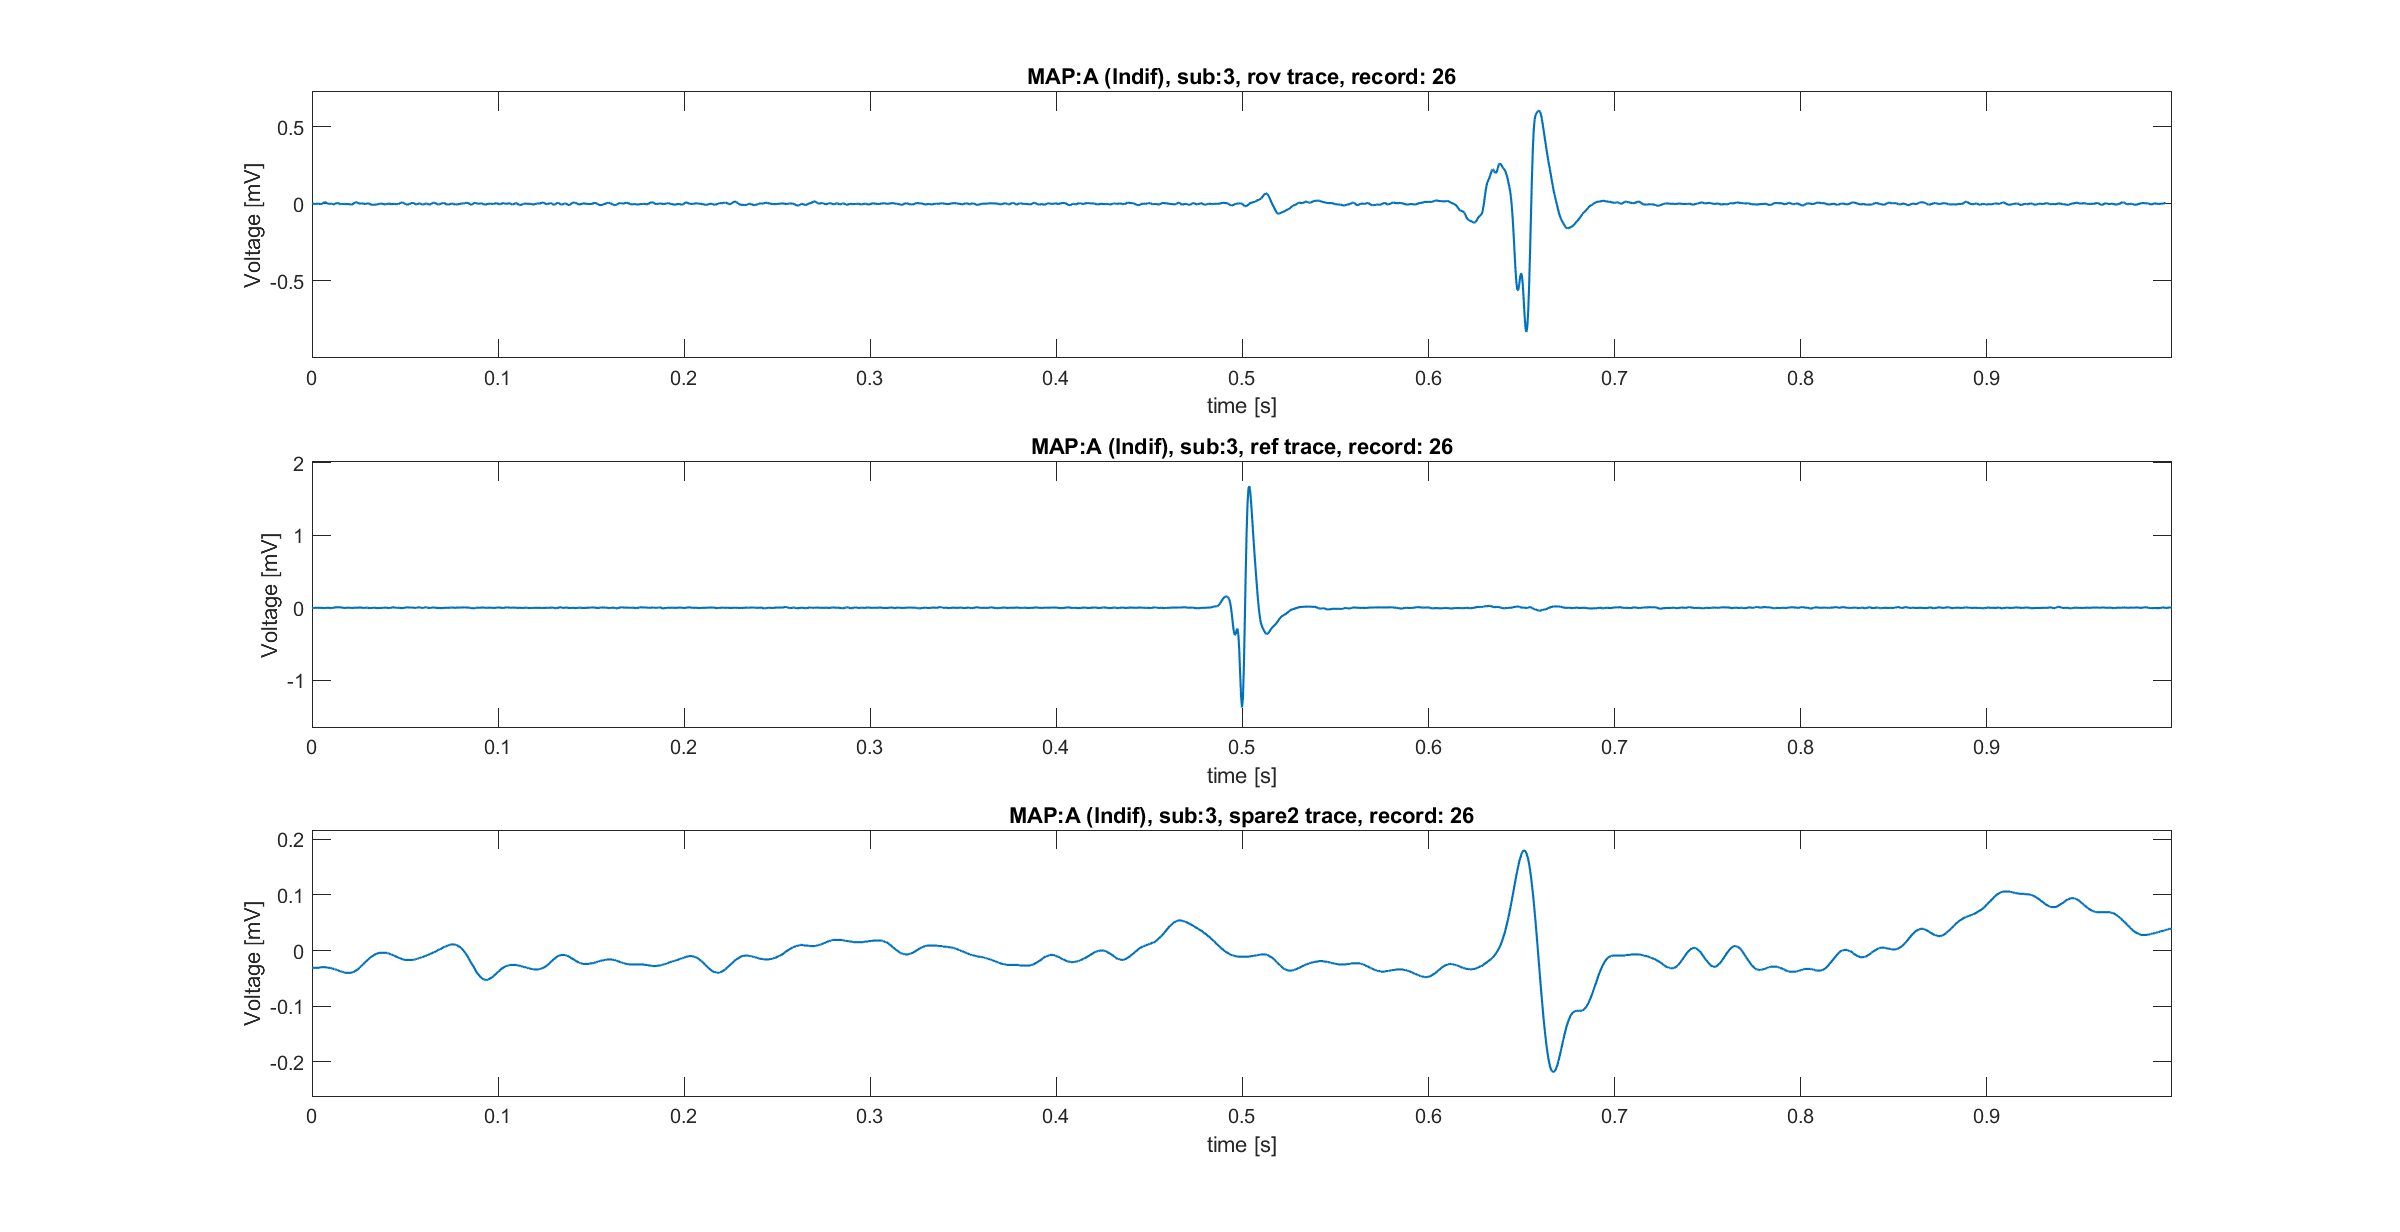 MAP:A (Indif), sub:3, rov trace, record: 26
0.5
0
-0.5
Voltage [mV]
0 0.1 0.2 0.3 0.4 0.5 0.6 0.7 0.8 0.9
time [s]
MAP:A (Indif), sub:3, ref trace, record: 26
2
1
0
-1
Voltage [mV]
0 0.1 0.2 0.3 0.4 0.5 0.6 0.7 0.8 0.9
time [s]
MAP:A (Indif), sub:3, spare2 trace, record: 26
0.2
0.1
0
-0.1
-0.2
Voltage [mV]
0 0.1 0.2 0.3 0.4 0.5 0.6 0.7 0.8 0.9
time [s]